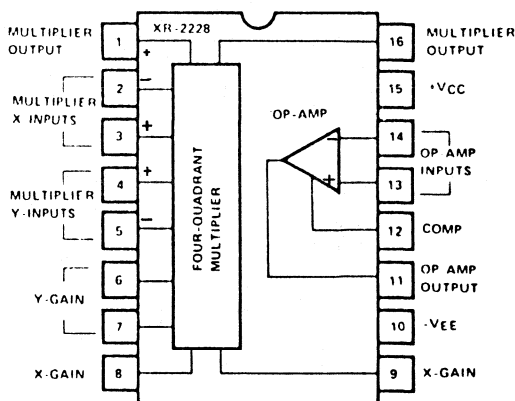 XR-2228
MULTIPLIER
OUTPUT
1
+
2
−
MULTIPLIER
X INPUTS
3
+
4
+
MULTIPLIER
Y-INPUTS
5
−
6
Y-GAIN
7
X-GAIN
8
FOUR-QUADRANT
MULTIPLIER
OP-AMP
−
+
16
MULTIPLIER
OUTPUT
15
+VCC
14
OP AMP
INPUTS
13
12
COMP
11
OP AMP
OUTPUT
10
-VEE
9
X-GAIN